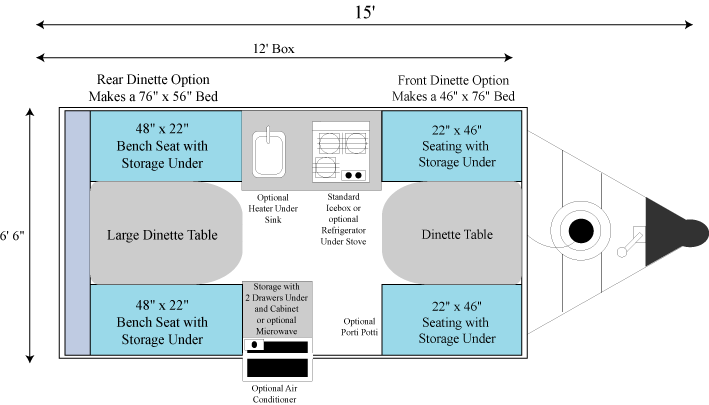 15'
12' Box
Rear Dinette Option
Makes a 76" x 56" Bed
Front Dinette Option
Makes a 46" x 76" Bed
6' 6"
48" x 22"
Bench Seat with
Storage Under
22" x 46"
Seating with
Storage Under
Optional
Heater Under
Sink
Standard
Icebox or
optional
Refrigerator
Under Stove
Large Dinette Table
Dinette Table
48" x 22"
Bench Seat with
Storage Under
Storage with
2 Drawers Under
and Cabinet
or optional
Microwave
Optional
Porti Potti
22" x 46"
Seating with
Storage Under
Optional Air
Conditioner